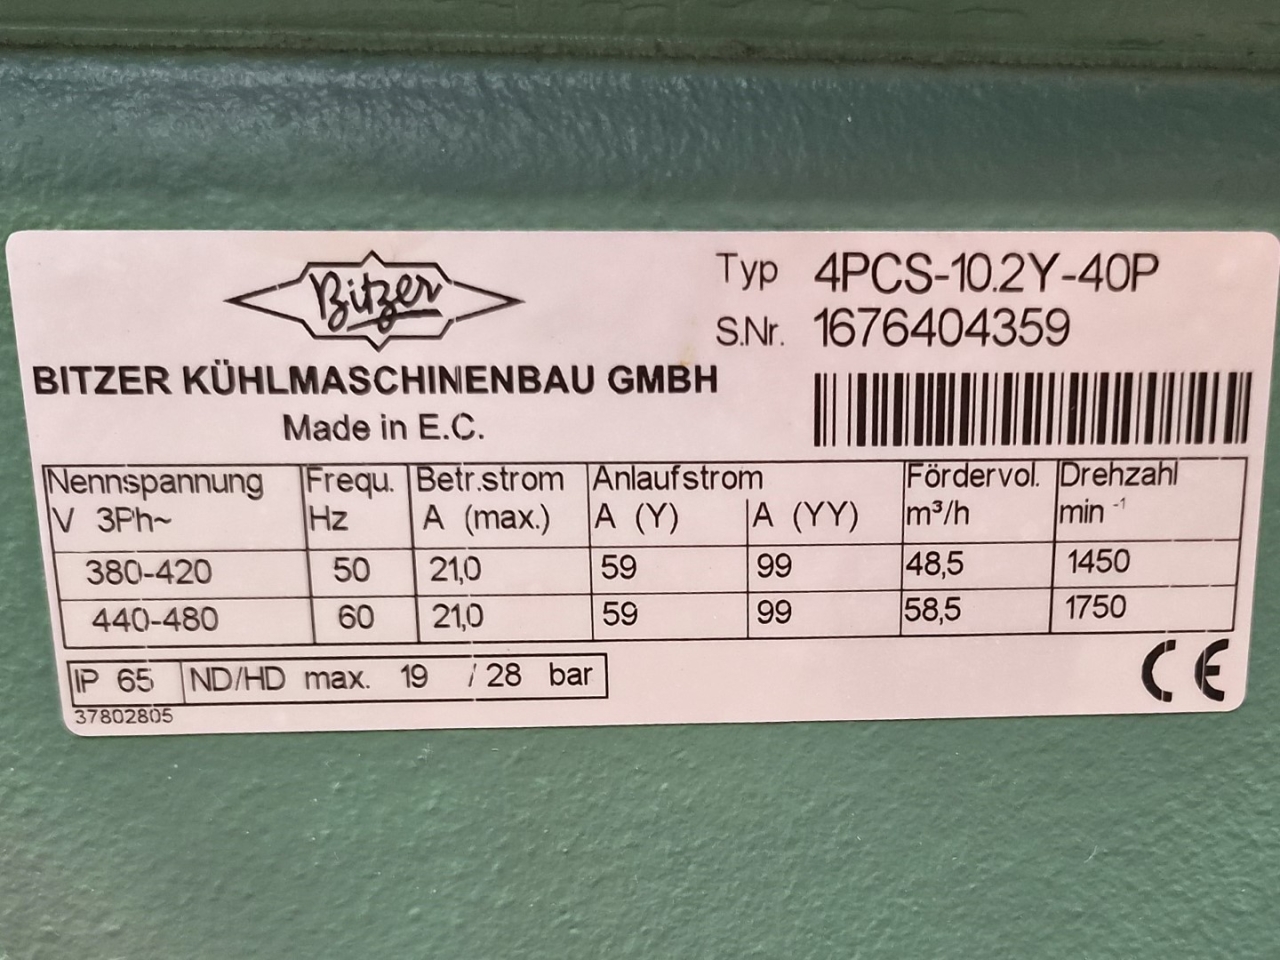 Bitzer
Typ 4PCS-10.2Y-40P
S.Nr. 1676404359
BITZER KÜHLMASCHINENBAU GMBH
Made in E.C.
Nennspannung Frequ. Betr.strom Anlaufstrom Fördervol. Drehzahl
V 3Ph~ Hz A (max.) A (Y) A (YY) m³/h min⁻¹
380-420 50 21,0 59 99 48,5 1450
440-480 60 21,0 59 99 58,5 1750
IP 65 ND/HD max. 19 / 28 bar
CE
37802805